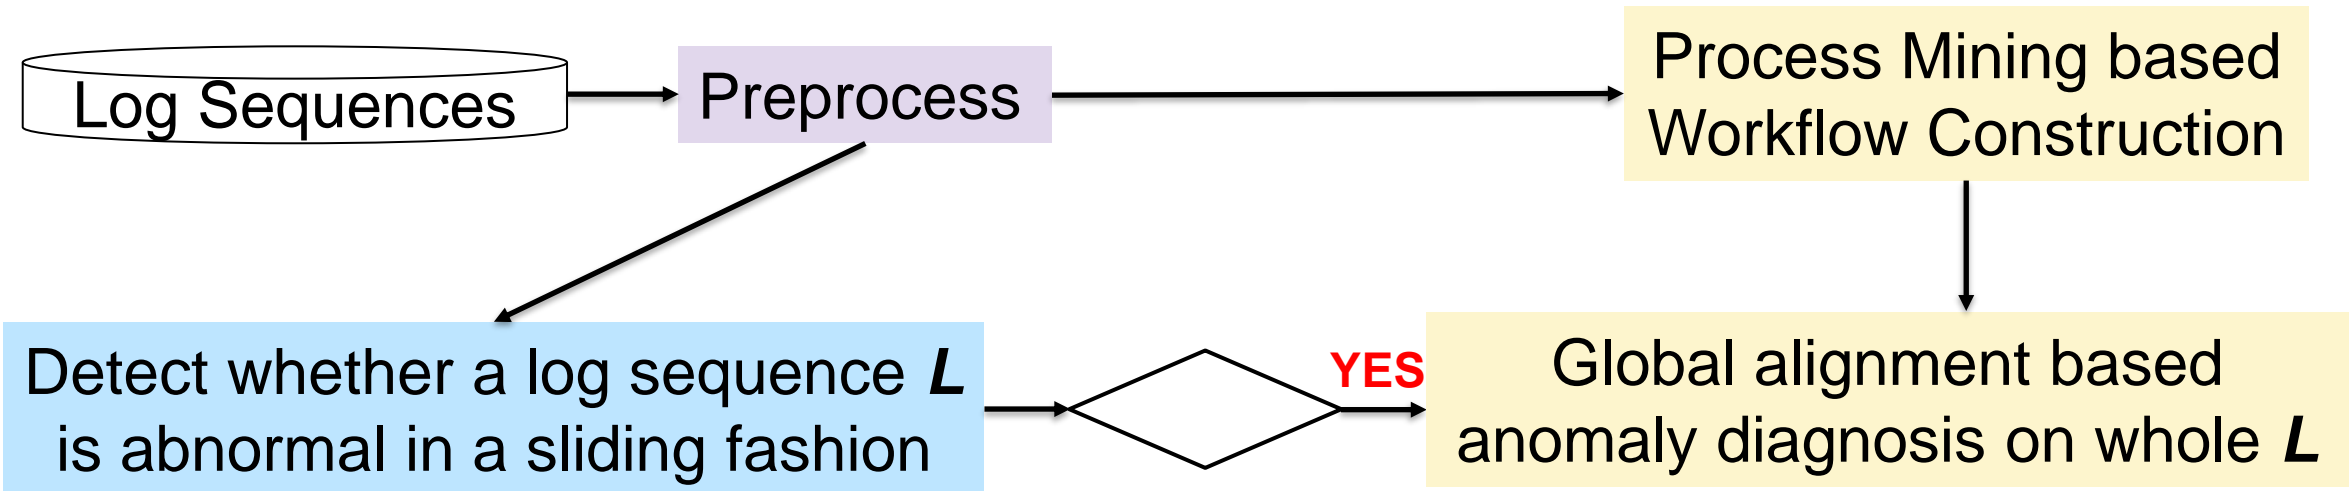 Log Sequences
Preprocess
Process Mining based
Workflow Construction
Detect whether a log sequence L
is abnormal in a sliding fashion
YES
Global alignment based
anomaly diagnosis on whole L